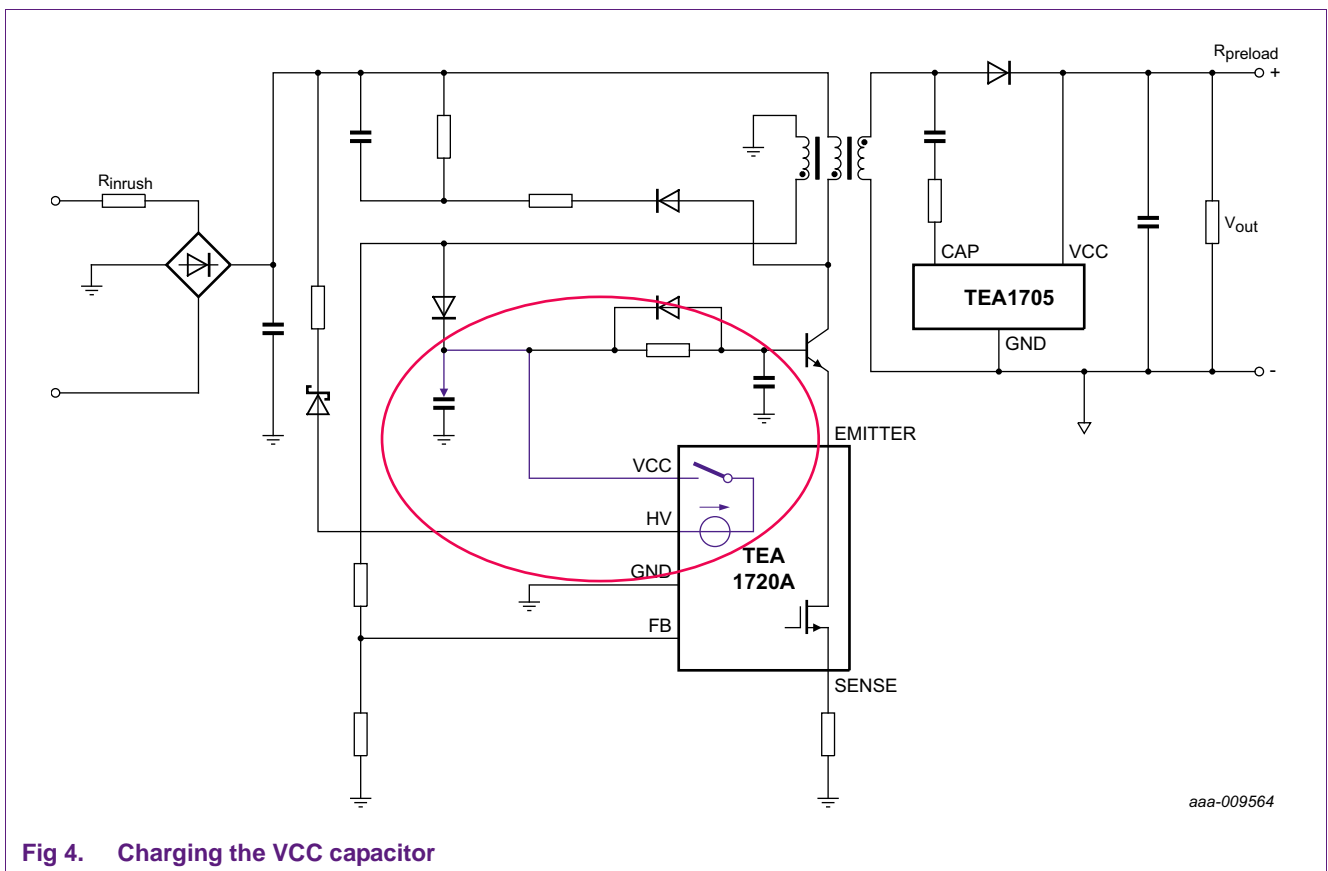 Rpreload
+
Rinrush
CAP
VCC
Vout
TEA1705
GND
-
EMITTER
VCC
HV
TEA
1720A
GND
FB
SENSE
aaa-009564
Fig 4. Charging the VCC capacitor